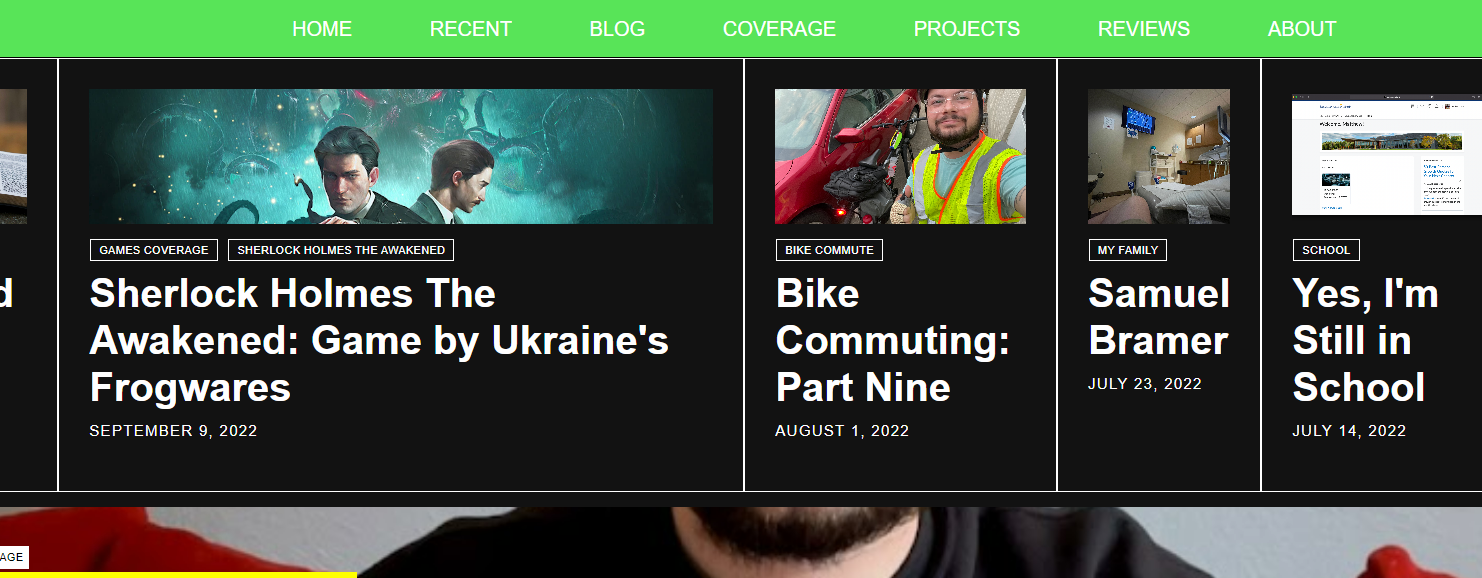 HOME RECENT BLOG COVERAGE PROJECTS REVIEWS ABOUT
d
GAMES COVERAGE SHERLOCK HOLMES THE AWAKENED
Sherlock Holmes The
Awakened: Game by Ukraine's
Frogwares
SEPTEMBER 9, 2022
BIKE COMMUTE
Bike
Commuting:
Part Nine
AUGUST 1, 2022
MY FAMILY
Samuel
Bramer
JULY 23, 2022
Welcome, Matthew!
SCHOOL
Yes, I'm
Still in
School
JULY 14, 2022
AGE